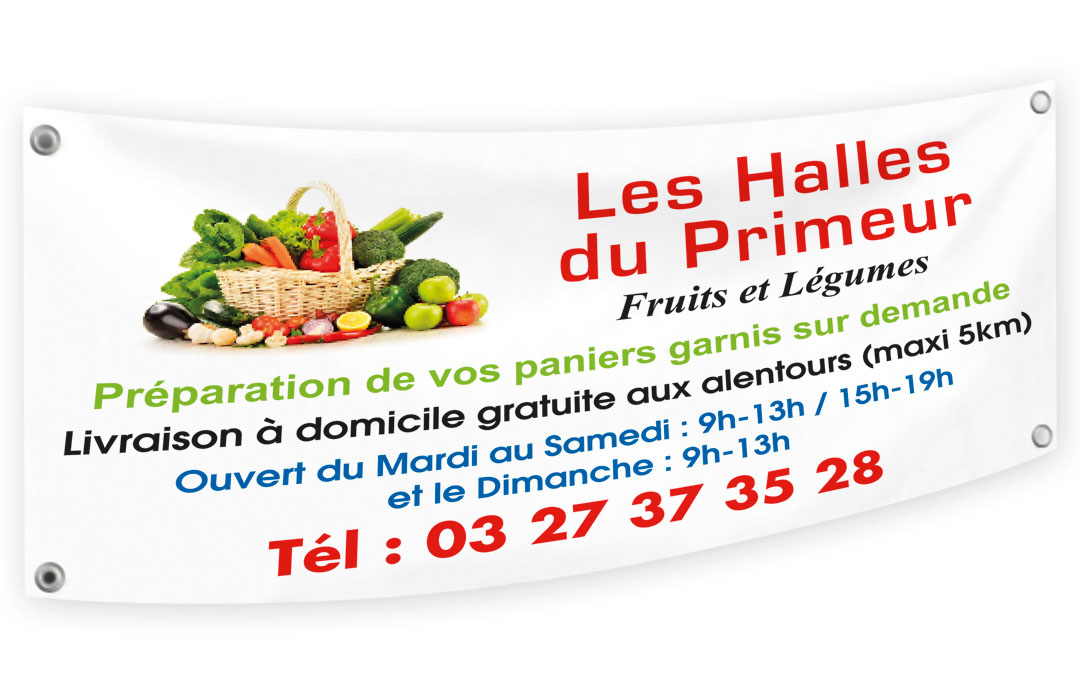 Les Halles
du Primeur
Fruits et Légumes
Préparation de vos paniers garnis sur demande
Livraison à domicile gratuite aux alentours (maxi 5km)
Ouvert du Mardi au Samedi : 9h-13h / 15h-19h
et le Dimanche : 9h-13h
Tél : 03 27 37 35 28